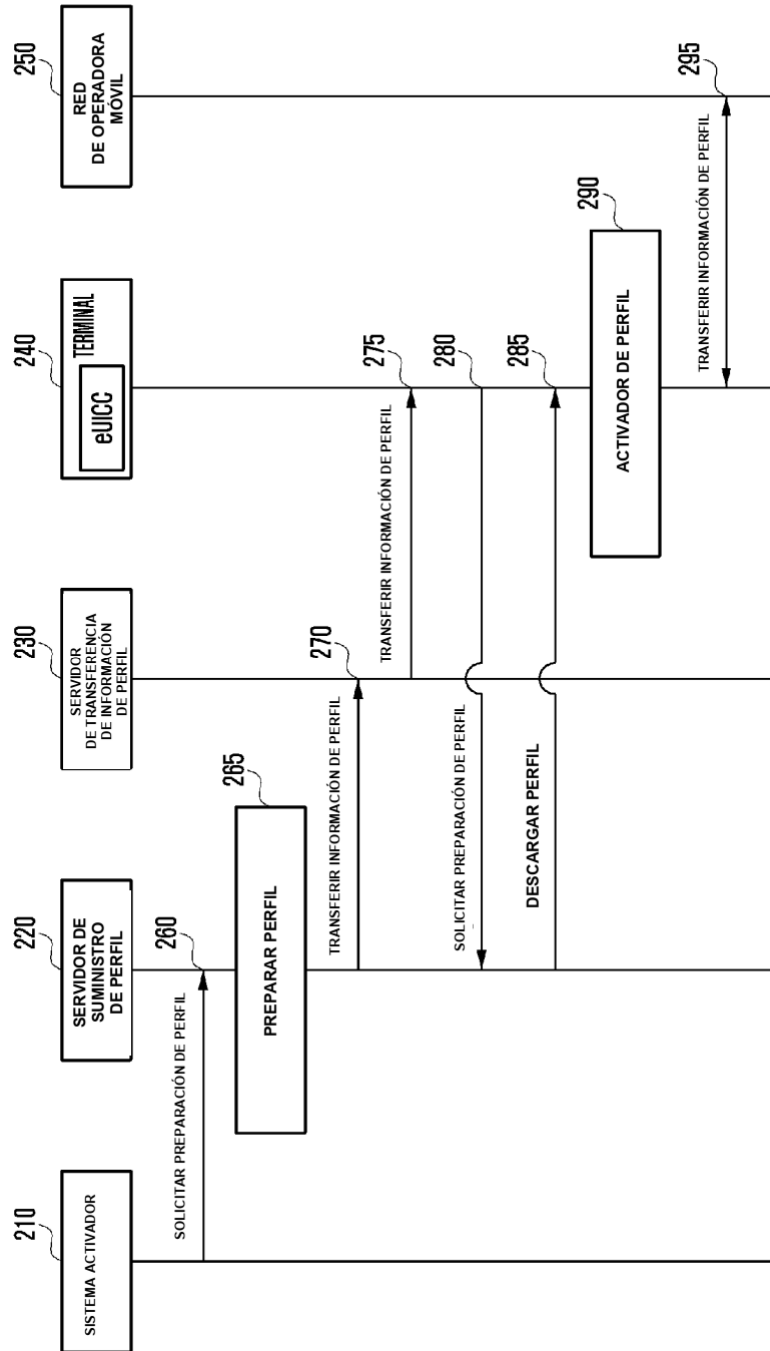 210
SISTEMA ACTIVADOR
220
SERVIDOR DE
SUMINISTRO
DE PERFIL
230
SERVIDOR
DE TRANSFERENCIA
DE INFORMACIÓN
DE PERFIL
240
TERMINAL
eUICC
250
RED
DE OPERADORA
MÓVIL
SOLICITAR PREPARACIÓN DE PERFIL
260
PREPARAR PERFIL
265
TRANSFERIR INFORMACIÓN DE PERFIL
270
TRANSFERIR INFORMACIÓN DE PERFIL
275
SOLICITAR PREPARACIÓN DE PERFIL
280
DESCARGAR PERFIL
285
ACTIVADOR DE PERFIL
290
TRANSFERIR INFORMACIÓN DE PERFIL
295